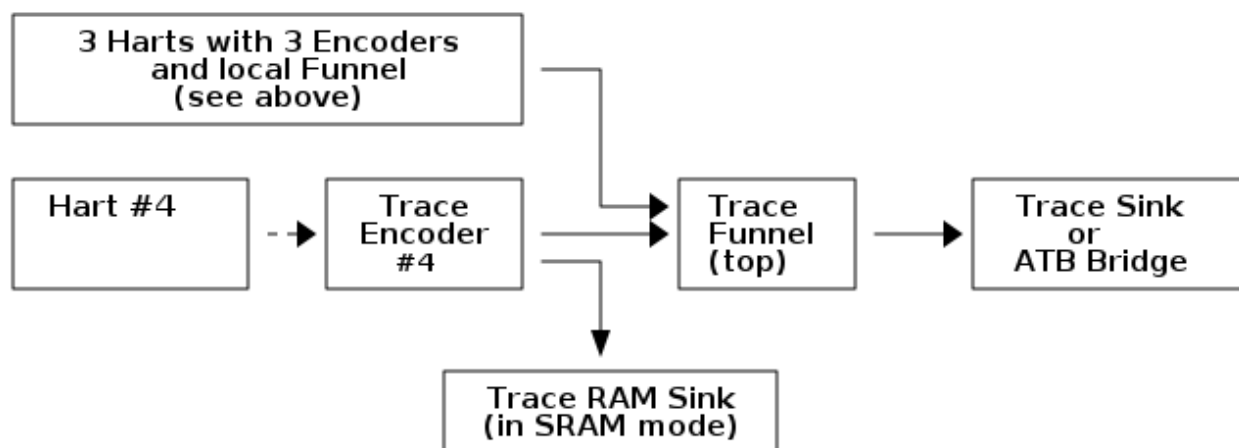 3 Harts with 3 Encoders
and local Funnel
(see above)
Hart #4
Trace
Encoder
#4
Trace
Funnel
(top)
Trace Sink
or
ATB Bridge
Trace RAM Sink
(in SRAM mode)